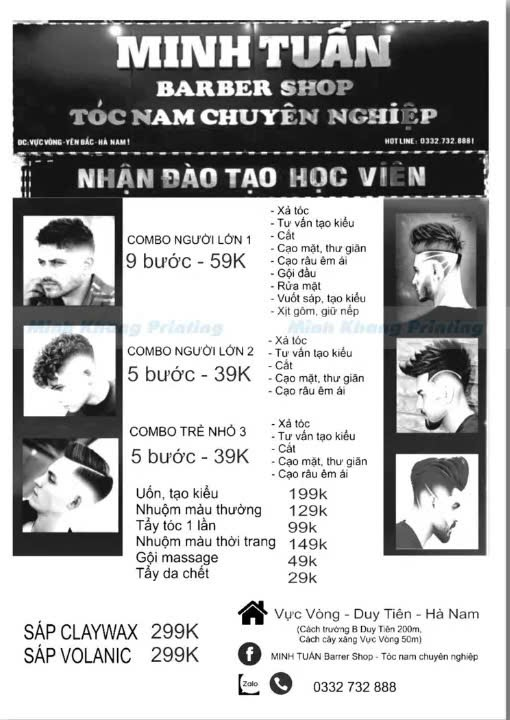 MINH TUẤN
BARBER SHOP
TÓC NAM CHUYÊN NGHIỆP
ĐC: VỰC VÒNG - YÊN BẮC - HÀ NAM !
HOT LINE: 0332.732.888 !
NHẬN ĐÀO TẠO HỌC VIÊN
COMBO NGƯỜI LỚN 1
9 bước - 59K
- Xả tóc
- Tư vấn tạo kiểu
- Cắt
- Cạo mặt, thư giãn
- Cạo râu êm ái
- Gội đầu
- Rửa mặt
- Vuốt sáp, tạo kiểu
- Xịt gôm, giữ nếp
Minh Khang Printing
Minh Khang Printing
COMBO NGƯỜI LỚN 2
5 bước - 39K
- Xả tóc
- Tư vấn tạo kiểu
- Cắt
- Cạo mặt, thư giãn
- Cạo râu êm ái
COMBO TRẺ NHỎ 3
5 bước - 39K
- Xả tóc
- Tư vấn tạo kiểu
- Cắt
- Cạo mặt, thư giãn
- Cạo râu êm ái
Uốn, tạo kiểu 199k
Nhuộm màu thường 129k
Tẩy tóc 1 lần 99k
Nhuộm màu thời trang 149k
Gội massage 49k
Tẩy da chết 29k
SÁP CLAYWAX 299K
SÁP VOLANIC 299K
Vực Vòng - Duy Tiên - Hà Nam
(Cách trường B Duy Tiên 200m,
Cách cây xăng Vực Vòng 50m)
MINH TUẤN Barrer Shop - Tóc nam chuyên nghiệp
Zalo
0332 732 888